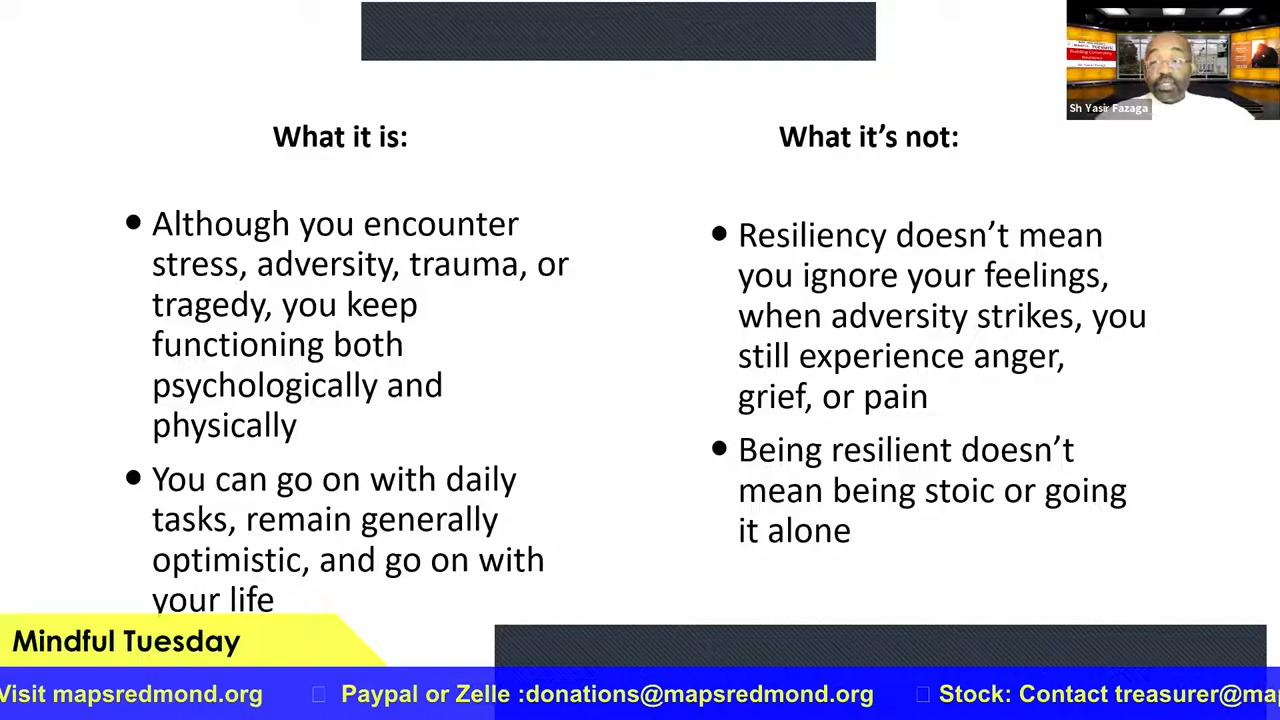 What it is:
Although you encounter
stress, adversity, trauma, or
tragedy, you keep
functioning both
psychologically and
physically
You can go on with daily
tasks, remain generally
optimistic, and go on with
your life
What it’s not:
Resiliency doesn’t mean
you ignore your feelings,
when adversity strikes, you
still experience anger,
grief, or pain
Being resilient doesn’t
mean being stoic or going
it alone
Sh Yasir Fazaga
Mindful Tuesday
Visit mapsredmond.org Paypal or Zelle :donations@mapsredmond.org Stock: Contact treasurer@map